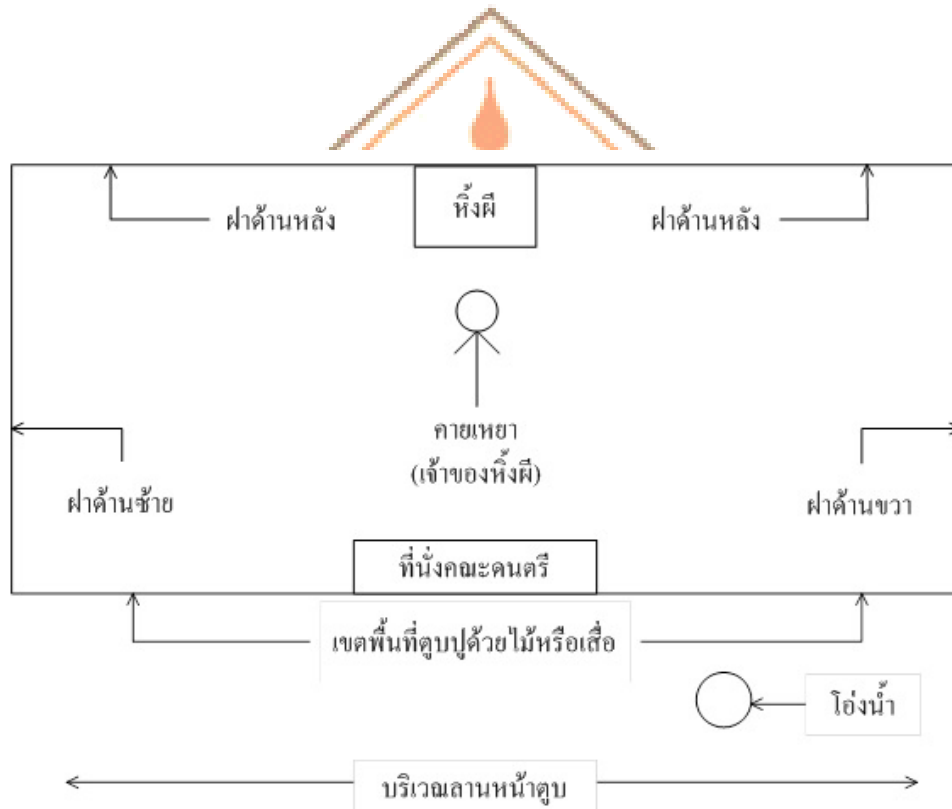 หิ้งผี
ฝาด้านหลัง
ฝาด้านหลัง
คายเหยา
(เจ้าของหิ้งผี)
ฝาด้านซ้าย
ฝาด้านขวา
ที่นั่งคณะดนตรี
เขตพื้นที่ตูบปูด้วยไม้หรือเสื่อ
โอ่งน้ำ
บริเวณลานหน้าตูบ